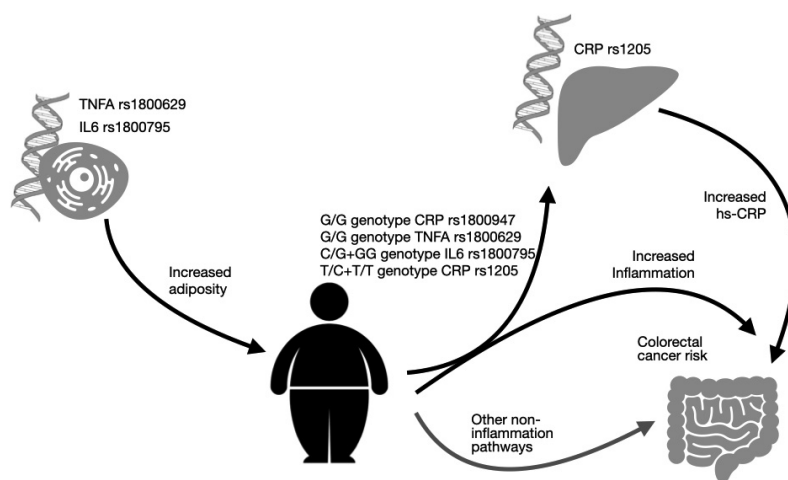 CRP rs1205
TNFA rs1800629
IL6 rs1800795
Increased
hs-CRP
G/G genotype CRP rs1800947
G/G genotype TNFA rs1800629
C/G+GG genotype IL6 rs1800795
T/C+T/T genotype CRP rs1205
Increased
adiposity
Increased
Inflammation
Colorectal
cancer risk
Other non-
inflammation
pathways